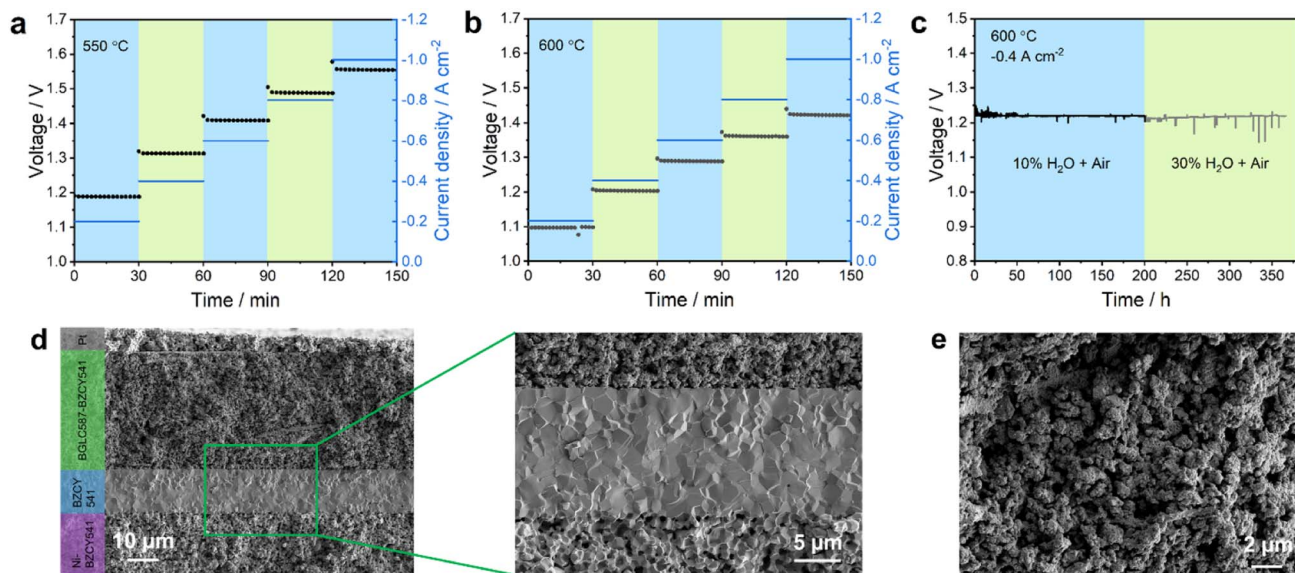 a
550 °C
Voltage / V
1.7
1.6
1.5
1.4
1.3
1.2
1.1
1.0
0 30 60 90 120 150
Time / min
-1.2
-1.0
-0.8
-0.6
-0.4
-0.2
0.0
Current density / A cm⁻²
b
600 °C
Voltage / V
1.7
1.6
1.5
1.4
1.3
1.2
1.1
1.0
0 30 60 90 120 150
Time / min
-1.2
-1.0
-0.8
-0.6
-0.4
-0.2
0.0
Current density / A cm⁻²
c
600 °C
-0.4 A cm⁻²
Voltage / V
1.5
1.4
1.3
1.2
1.1
1.0
0.9
0.8
10% H₂O + Air
30% H₂O + Air
0 50 100 150 200 250 300 350
Time / h
d
Pt
BGLC587-BZCY541
BZCY
541
Ni-
BZCY541
10 µm
5 µm
e
2 µm